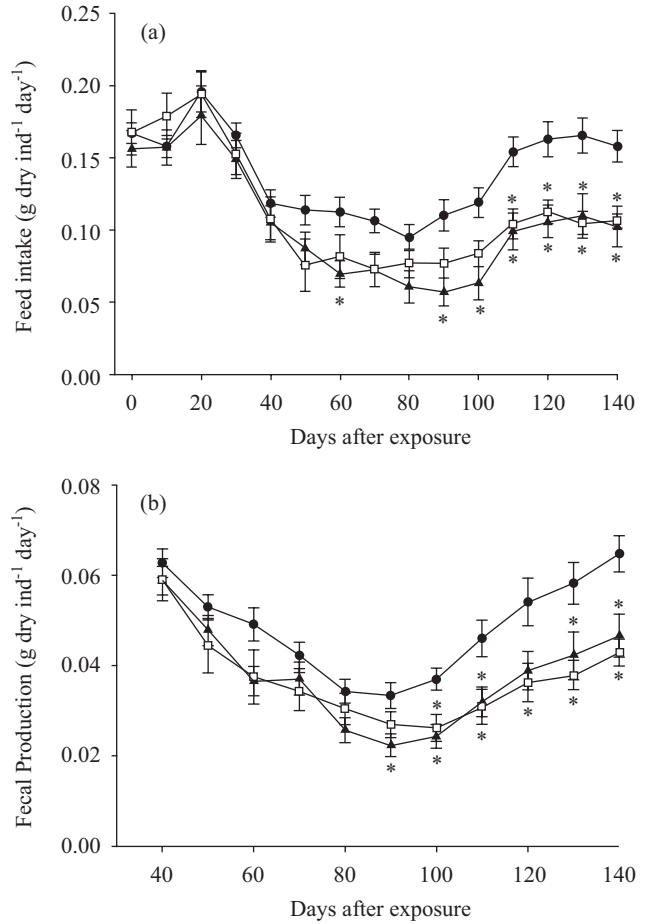 (a)
0.25
0.20
0.15
0.10
0.05
0.00
Feed intake (g dry ind⁻¹ day⁻¹)
* * * *
* * * * * * *
0 20 40 60 80 100 120 140
Days after exposure
(b)
0.08
0.06
0.04
0.02
0.00
Fecal Production (g dry ind⁻¹ day⁻¹)
* * * *
* * * * * *
40 60 80 100 120 140
Days after exposure